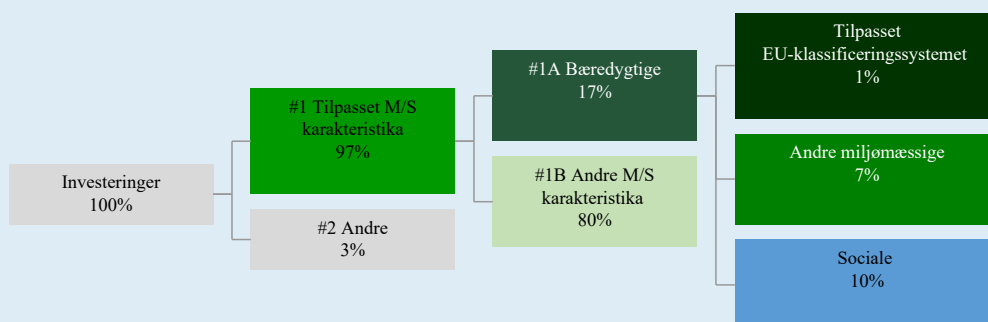 Investeringer
100%
#1 Tilpasset M/S
karakteristika
97%
#2 Andre
3%
#1A Bæredygtige
17%
#1B Andre M/S
karakteristika
80%
Tilpasset
EU-klassificeringssystemet
1%
Andre miljømæssige
7%
Sociale
10%